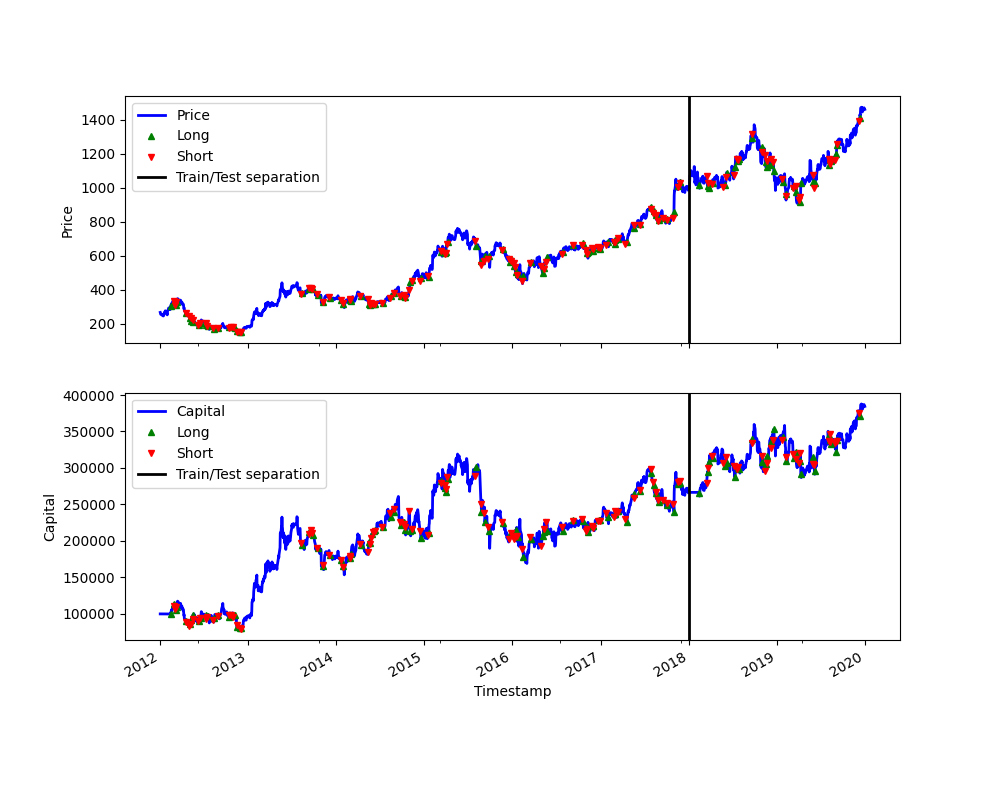 1400
1200
1000
800
600
400
200
Price
Price
Long
Short
Train/Test separation
400000
350000
300000
250000
200000
150000
100000
Capital
Capital
Long
Short
Train/Test separation
2012 2013 2014 2015 2016 2017 2018 2019 2020
Timestamp